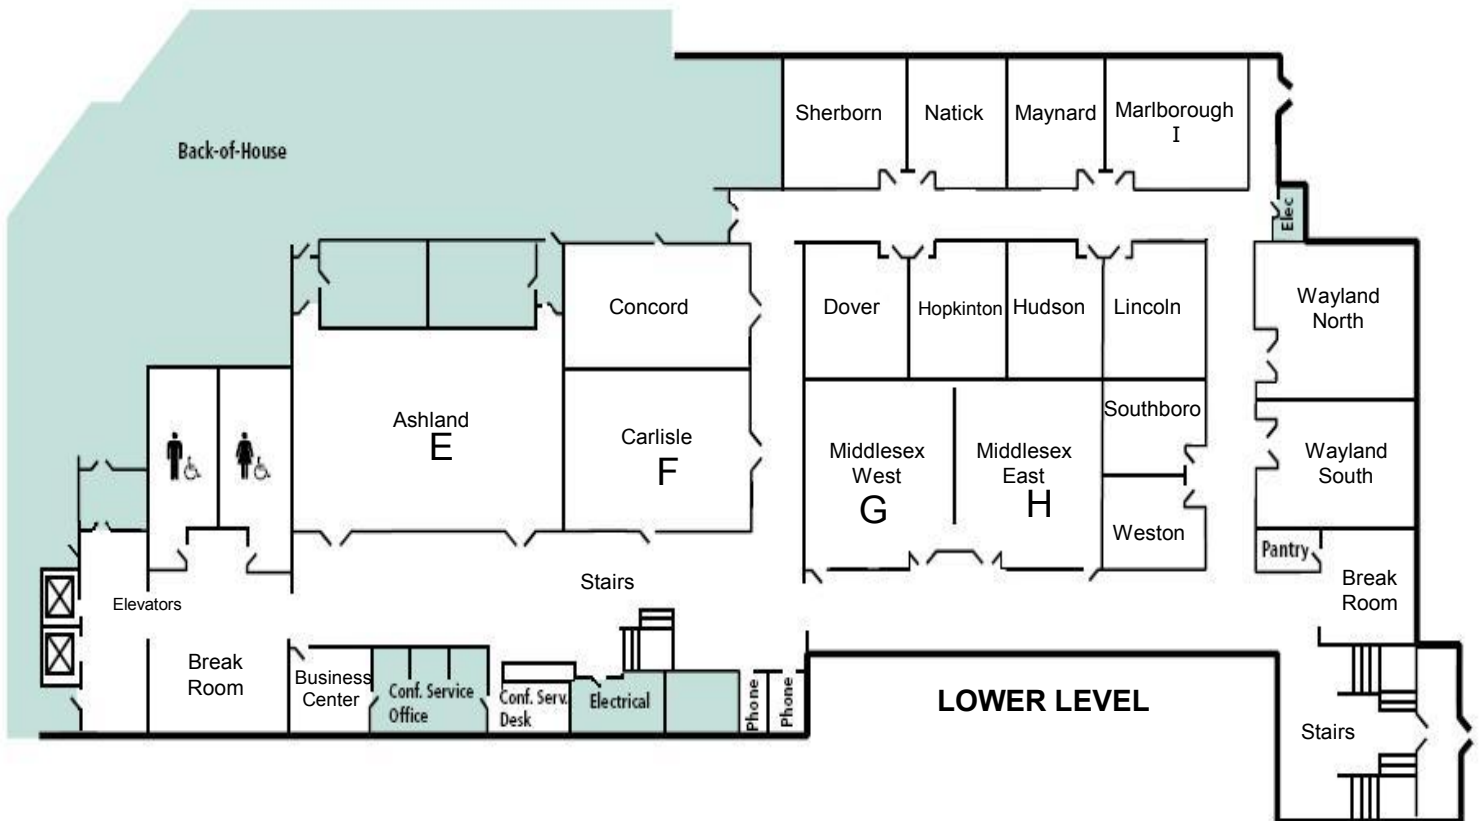 Sherborn
Natick
Maynard
Marlborough
I
Back-of-House
Elec
Concord
Dover
Hopkinton
Hudson
Lincoln
Wayland
North
Ashland
E
Carlisle
F
Middlesex
West
G
Middlesex
East
H
Southboro
Weston
Wayland
South
Pantry
Break
Room
Elevators
Stairs
Break
Room
Business
Center
Conf. Service
Office
Conf. Serv.
Desk
Electrical
Phone
Phone
LOWER LEVEL
Stairs